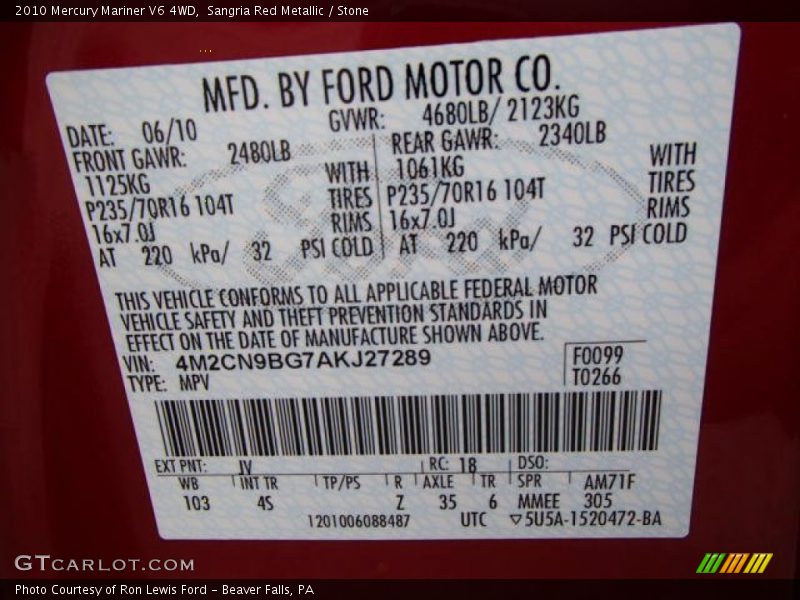 2010 Mercury Mariner V6 4WD,  Sangria Red Metallic / Stone
MFD. BY FORD MOTOR CO.
DATE: 06/10 GVWR: 4680LB/ 2123KG
FRONT GAWR: 2480LB REAR GAWR: 2340LB
1125KG WITH 1061KG WITH
P235/70R16 104T TIRES P235/70R16 104T TIRES
16x7.0J RIMS 16x7.0J RIMS
AT 220 kPa/ 32 PSI COLD AT 220 kPa/ 32 PSI COLD
THIS VEHICLE CONFORMS TO ALL APPLICABLE FEDERAL MOTOR
VEHICLE SAFETY AND THEFT PREVENTION STANDARDS IN
EFFECT ON THE DATE OF MANUFACTURE SHOWN ABOVE.
VIN: 4M2CN9BG7AKJ27289 F0099
TYPE: MPV T0266
EXT PNT: JV RC: 18 DSO:
WB INT TR TP/PS R AXLE TR SPR AM71F
103 4S Z 35 6 MMEE 305
1201006088487 UTC ▽5U5A-1520472-BA
GTCARLOT.COM
Photo Courtesy of Ron Lewis Ford - Beaver Falls, PA